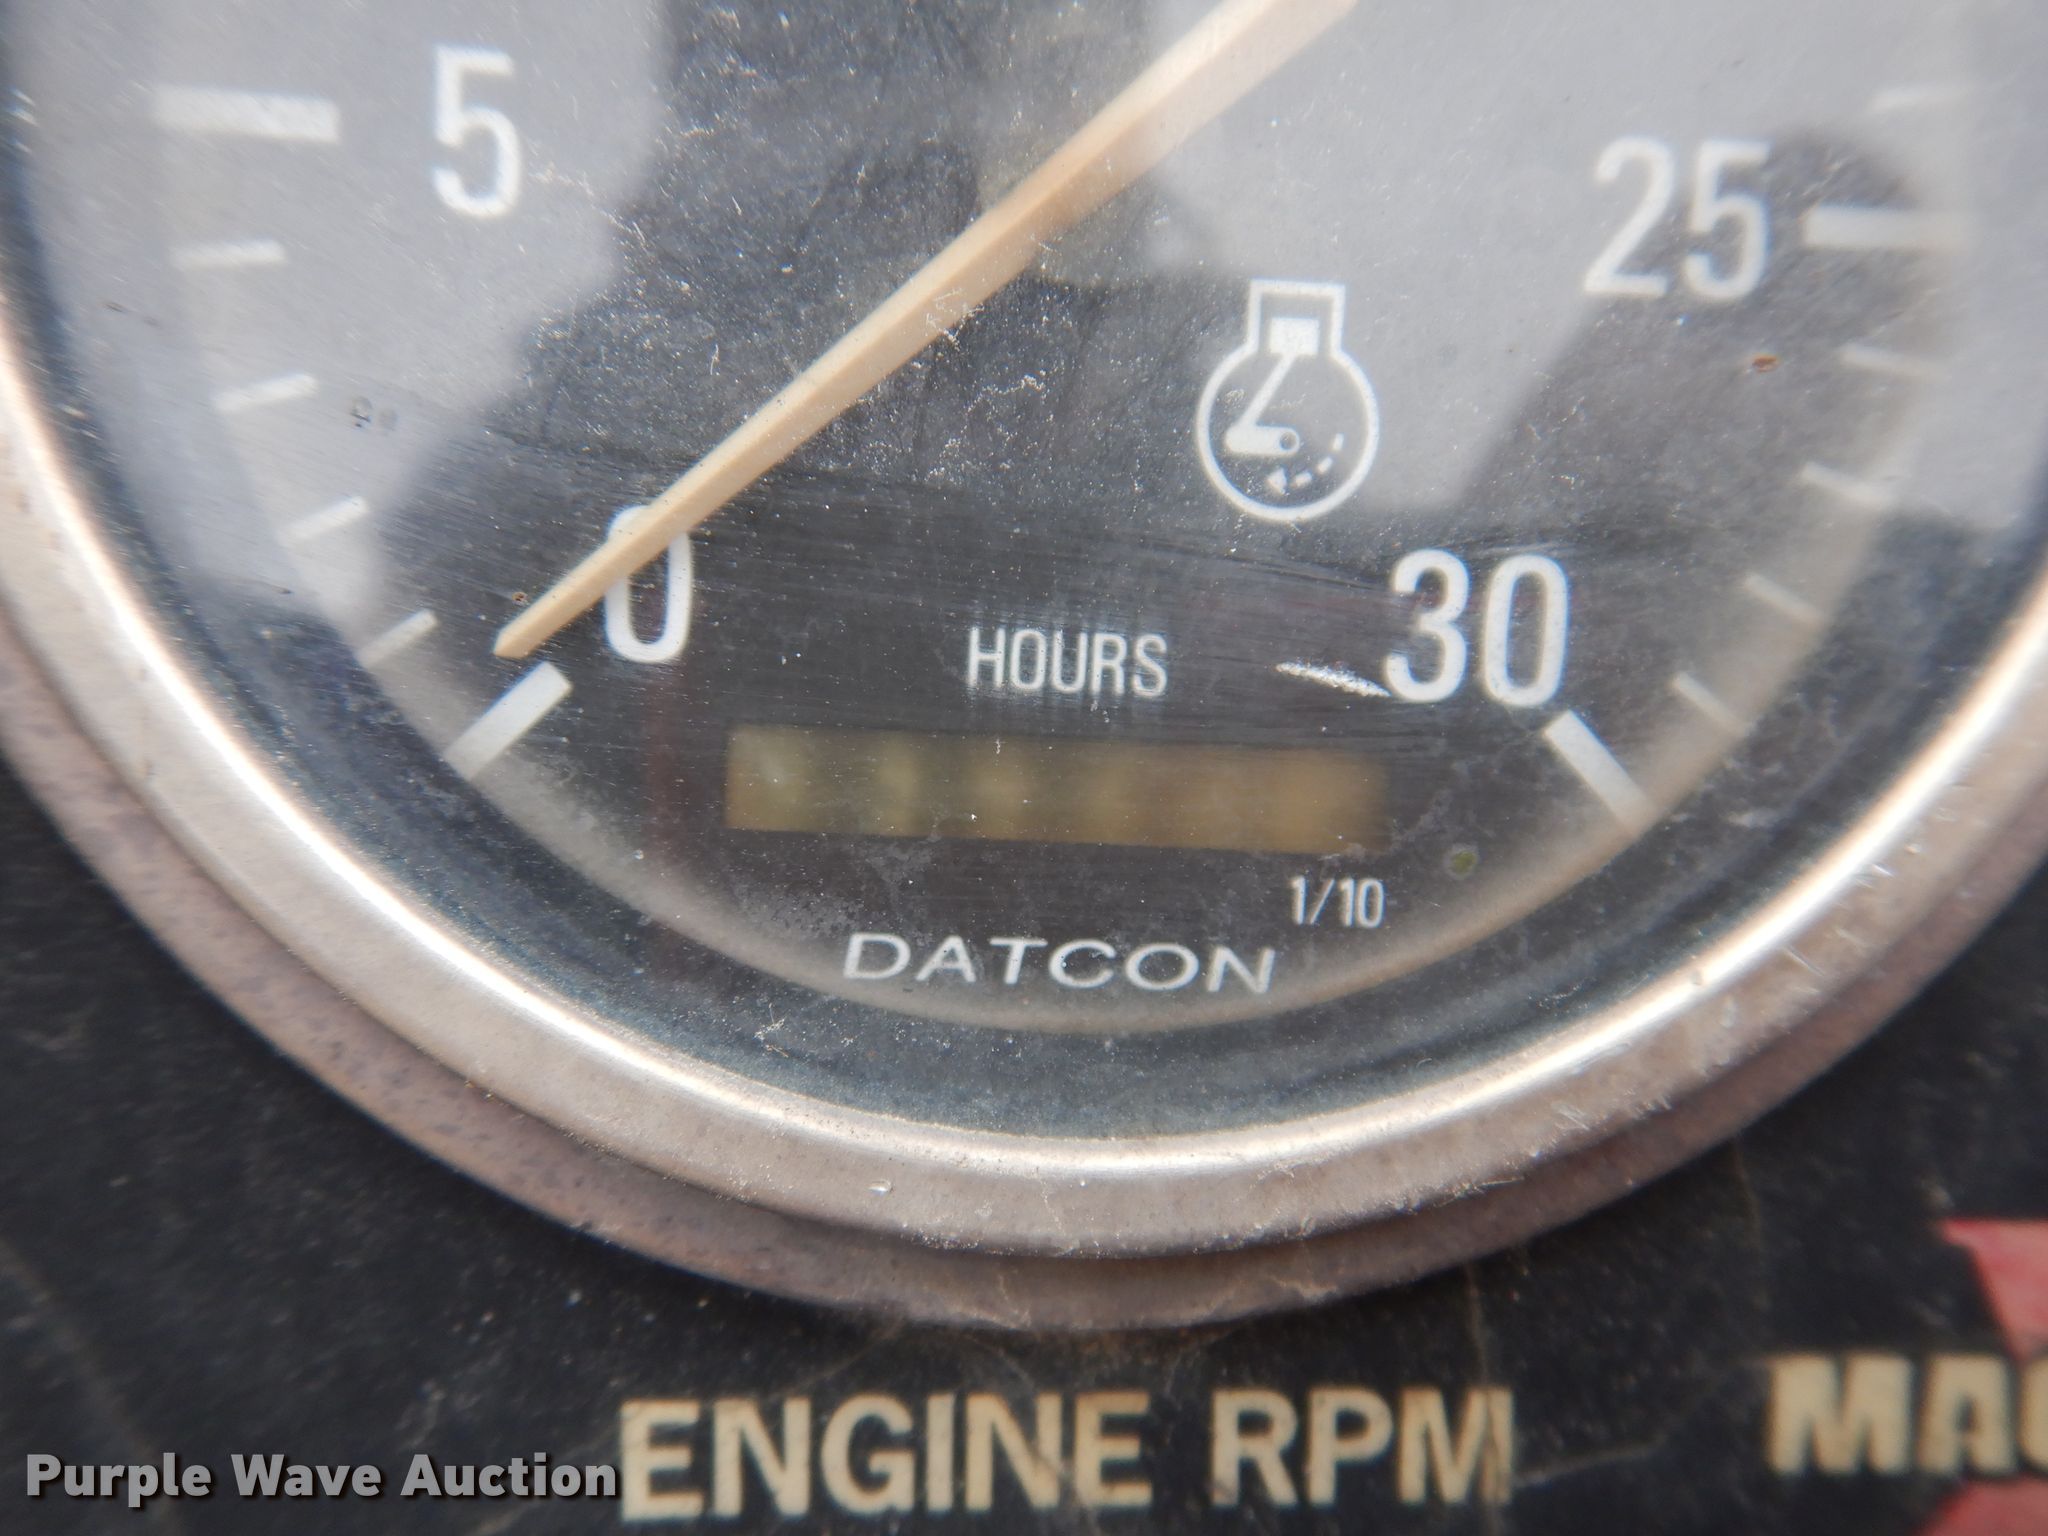 5
25
0
30
HOURS
1/10
DATCON
ENGINE RPM
Purple Wave Auction